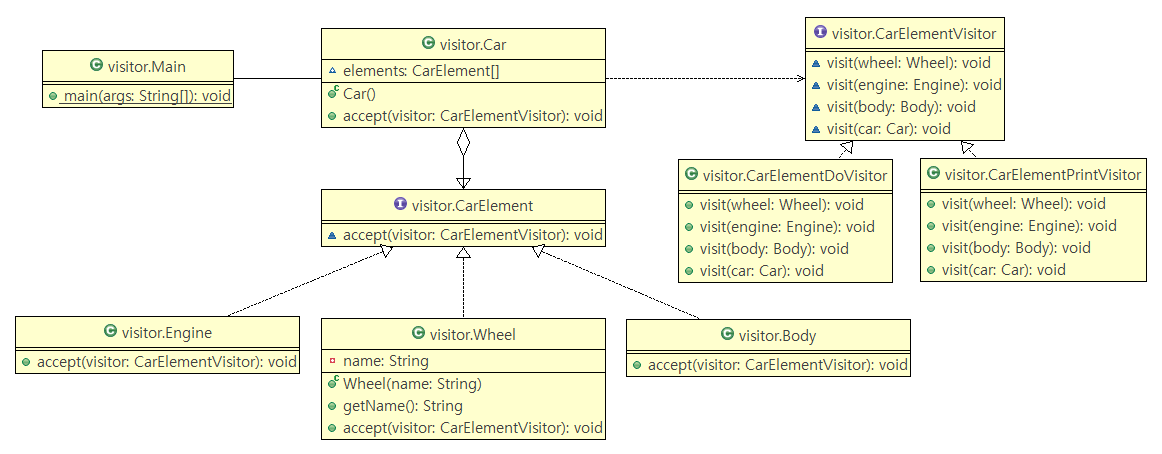 visitor.Main
main(args: String[]): void
visitor.Car
elements: CarElement[]
Car()
accept(visitor: CarElementVisitor): void
visitor.CarElementVisitor
visit(wheel: Wheel): void
visit(engine: Engine): void
visit(body: Body): void
visit(car: Car): void
visitor.CarElementDoVisitor
visit(wheel: Wheel): void
visit(engine: Engine): void
visit(body: Body): void
visit(car: Car): void
visitor.CarElementPrintVisitor
visit(wheel: Wheel): void
visit(engine: Engine): void
visit(body: Body): void
visit(car: Car): void
visitor.CarElement
accept(visitor: CarElementVisitor): void
visitor.Engine
accept(visitor: CarElementVisitor): void
visitor.Wheel
name: String
Wheel(name: String)
getName(): String
accept(visitor: CarElementVisitor): void
visitor.Body
accept(visitor: CarElementVisitor): void